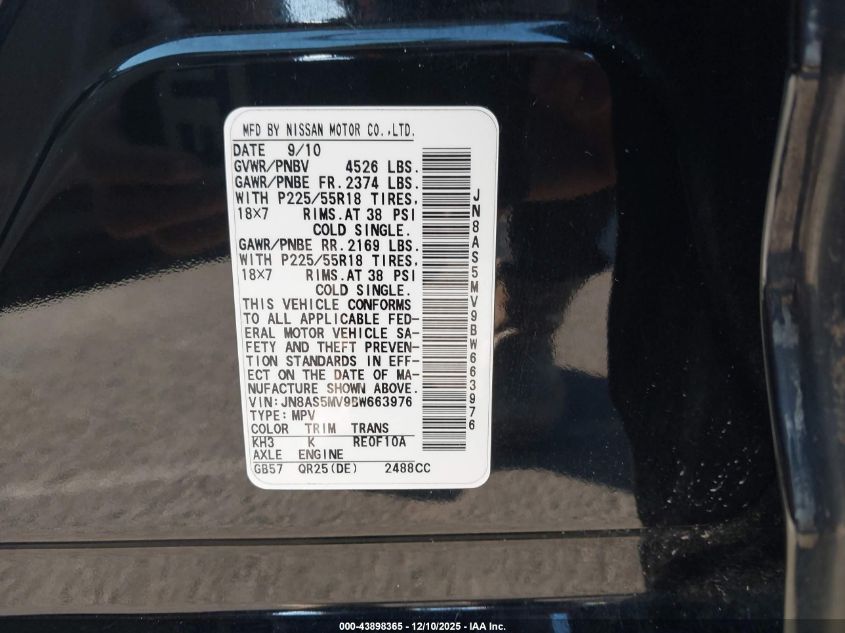 MFD BY NISSAN MOTOR CO.,LTD.
DATE 9/10
GVWR/PNBV 4526 LBS.
GAWR/PNBE FR. 2374 LBS.
WITH P225/55R18 TIRES,
18×7 RIMS.AT 38 PSI
COLD SINGLE.
GAWR/PNBE RR. 2169 LBS.
WITH P225/55R18 TIRES,
18×7 RIMS.AT 38 PSI
COLD SINGLE.
THIS VEHICLE CONFORMS
TO ALL APPLICABLE FED-
ERAL MOTOR VEHICLE SA-
FETY AND THEFT PREVEN-
TION STANDARDS IN EFF-
ECT ON THE DATE OF MA-
NUFACTURE SHOWN ABOVE.
VIN:JN8AS5MV9BW663976
TYPE: MPV
COLOR TRIM TRANS
KH3 K RE0F10A
AXLE ENGINE
GB57 QR25(DE) 2488CC
JN8AS5MV9BW663976
000-43898365 - 12/10/2025 - IAA Inc.